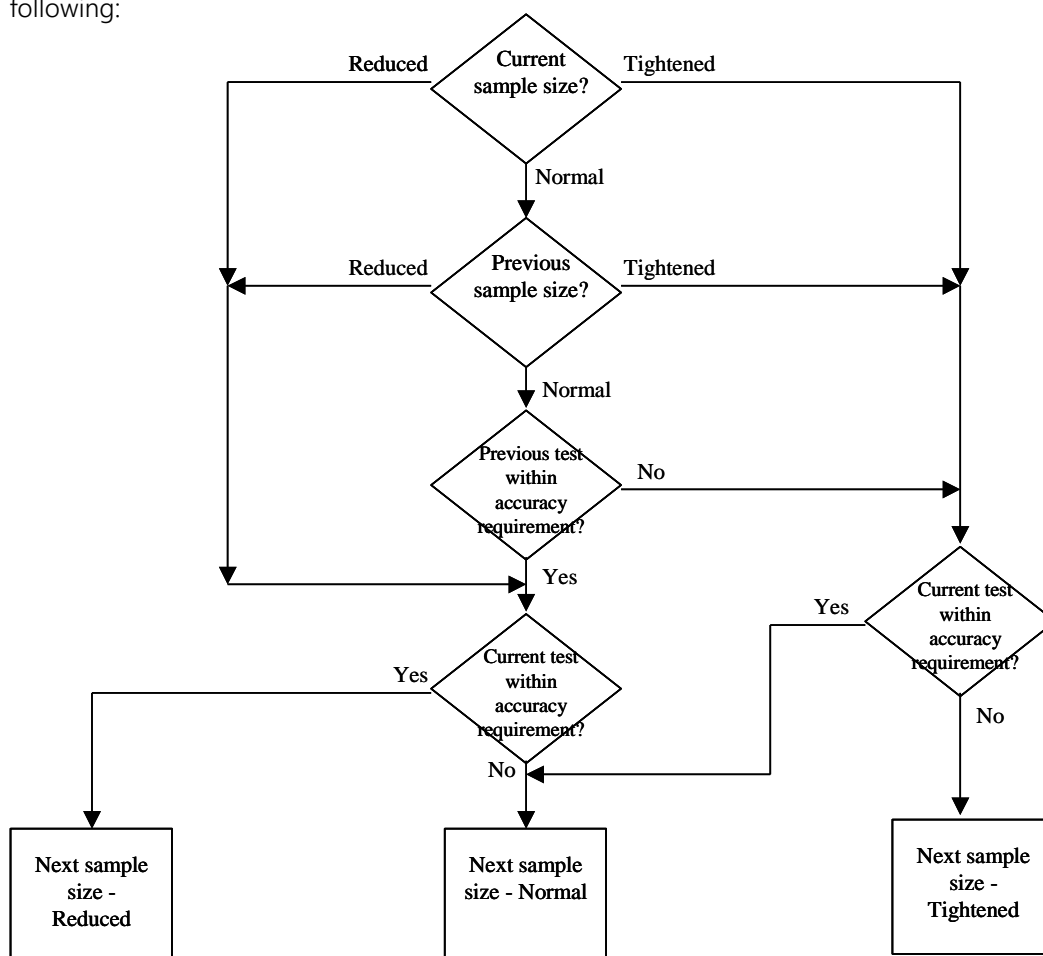 following:
Reduced
Current
sample size?
Tightened
Normal
Reduced
Previous
sample size?
Tightened
Normal
Previous test
within
accuracy
requirement?
No
Yes
Current test
within
accuracy
requirement?
Yes
No
Yes
Current test
within
accuracy
requirement?
No
Next sample
size -
Reduced
Next sample
size - Normal
Next sample
size -
Tightened